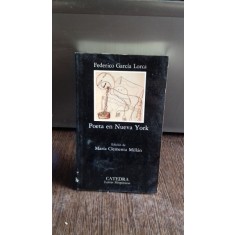 Federico García Lorca
Poeta en Nueva York
Edición de
María Clementa Millán
CATEDRA
Letras Hispánicas